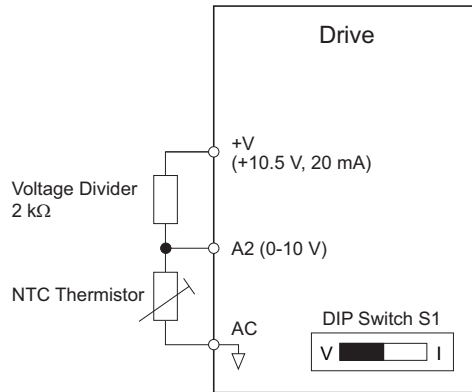 Drive
+V
(+10.5 V, 20 mA)
Voltage Divider
2 kΩ
A2 (0-10 V)
NTC Thermistor
AC
DIP Switch S1
V I